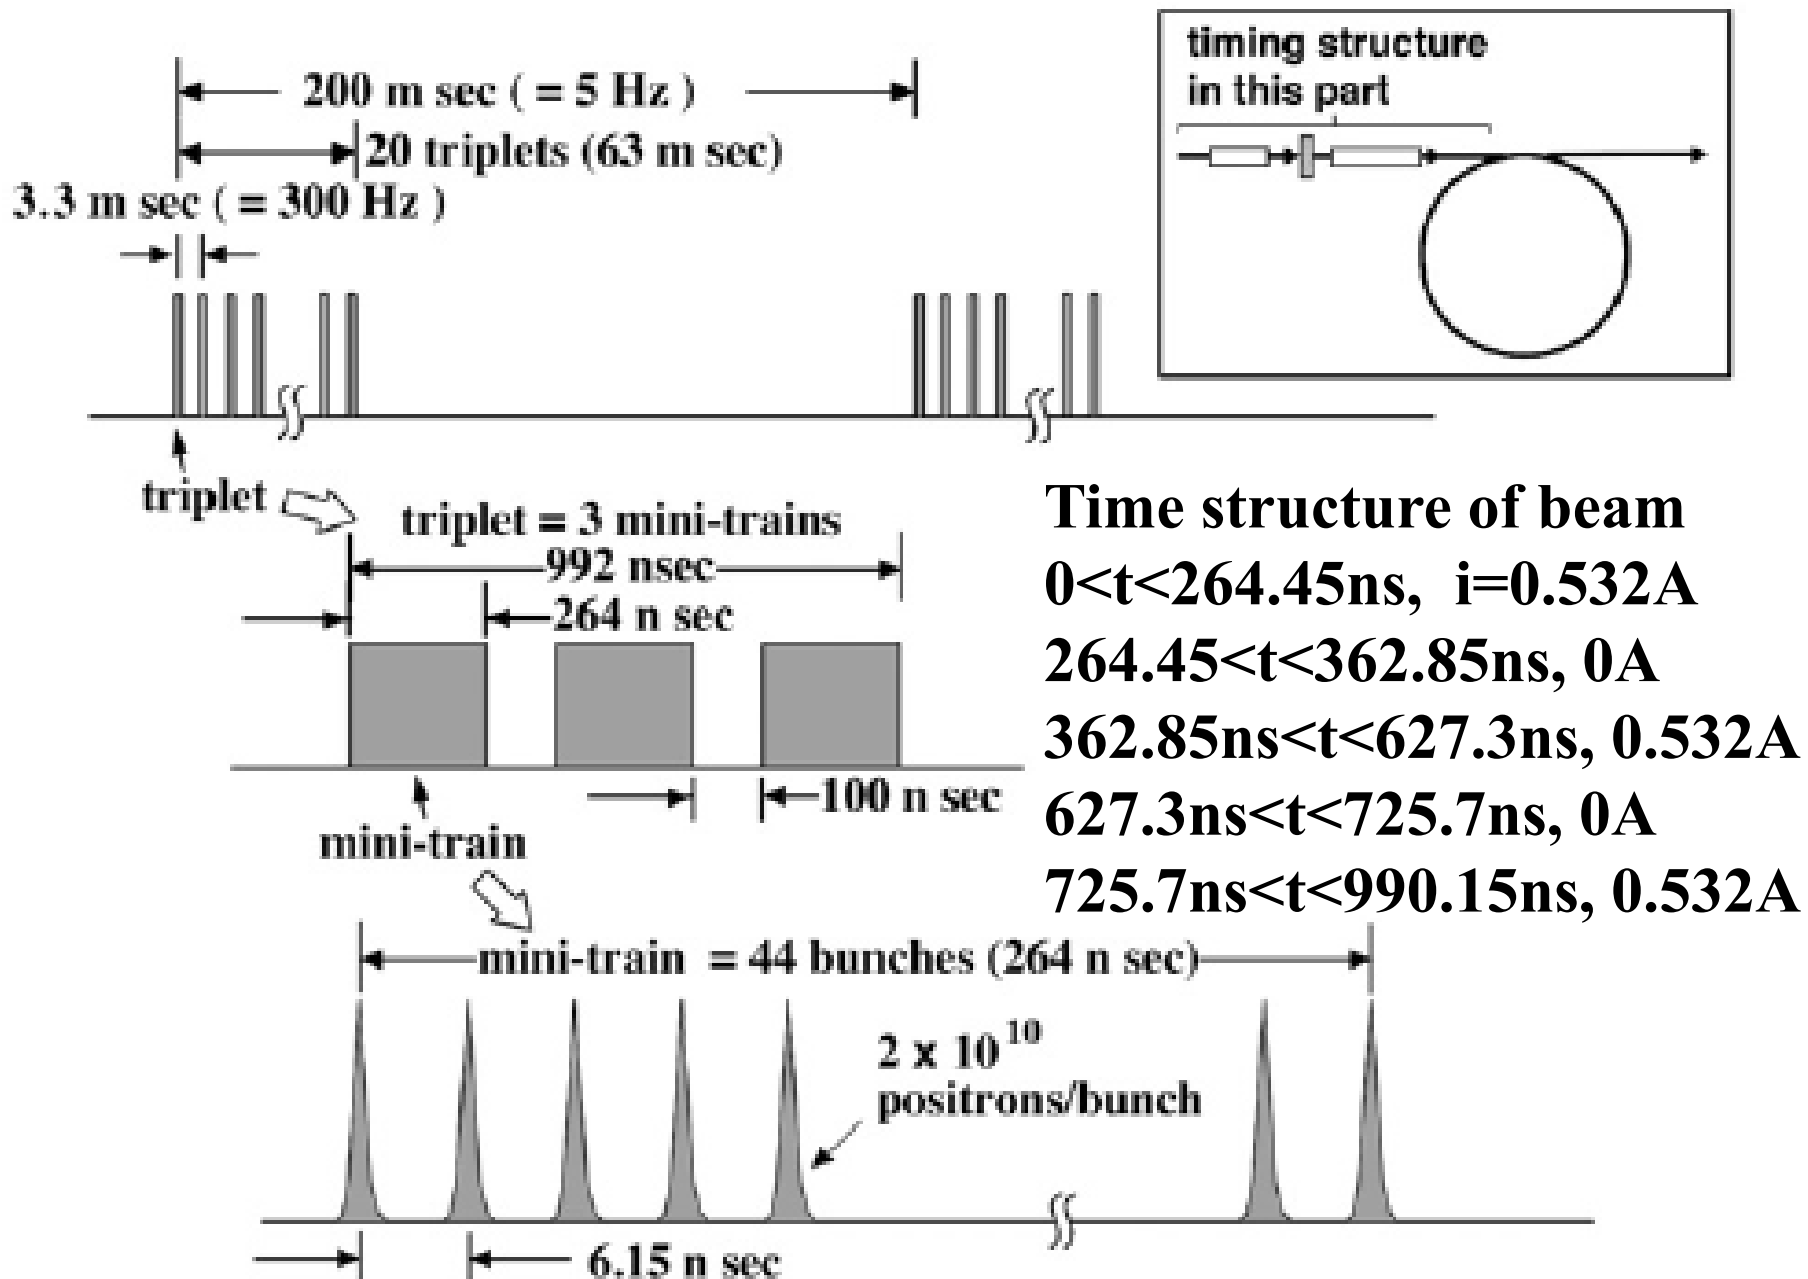 timing structure
in this part
200 m sec ( = 5 Hz )
20 triplets (63 m sec)
3.3 m sec ( = 300 Hz )
triplet
triplet = 3 mini-trains
992 nsec
264 n sec
100 n sec
mini-train
Time structure of beam
0<t<264.45ns, i=0.532A
264.45<t<362.85ns, 0A
362.85ns<t<627.3ns, 0.532A
627.3ns<t<725.7ns, 0A
725.7ns<t<990.15ns, 0.532A
mini-train = 44 bunches (264 n sec)
2 x 10^10
positrons/bunch
6.15 n sec